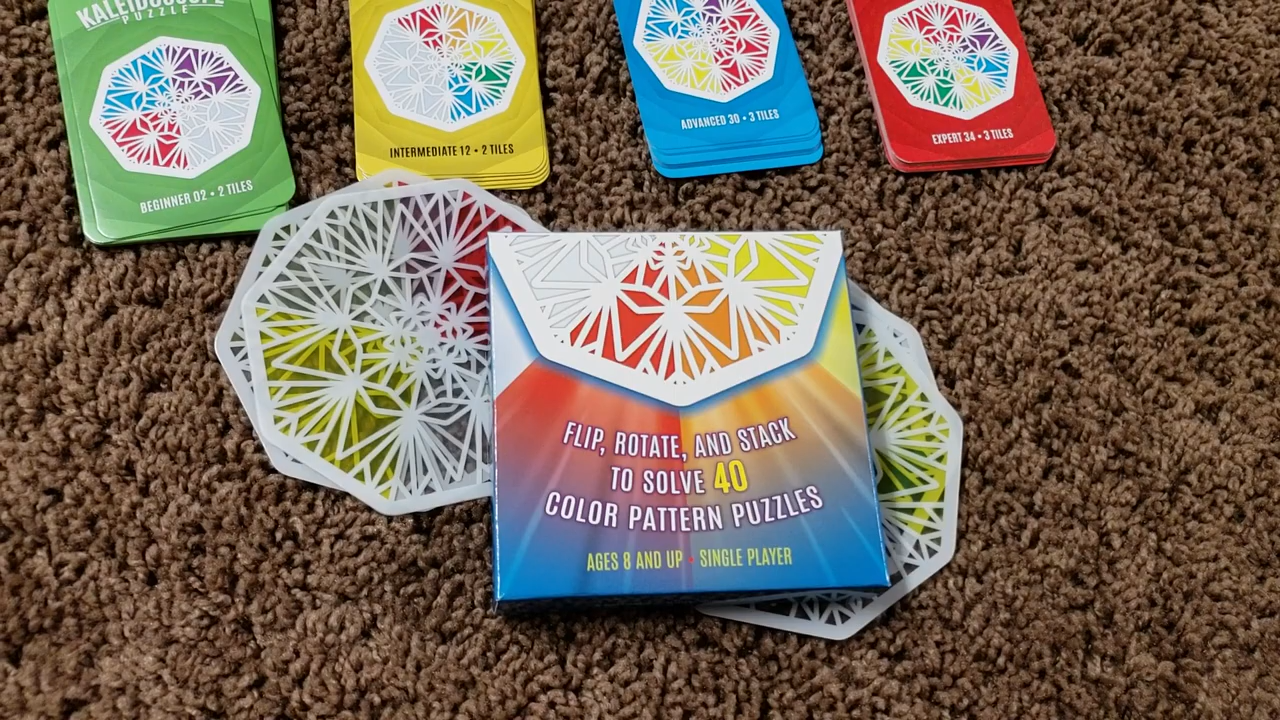 KALEIDOSCOPE
PUZZLE
BEGINNER 02 • 2 TILES
INTERMEDIATE 12 • 2 TILES
ADVANCED 30 • 3 TILES
EXPERT 34 • 3 TILES
FLIP, ROTATE, AND STACK
TO SOLVE 40
COLOR PATTERN PUZZLES
AGES 8 AND UP • SINGLE PLAYER